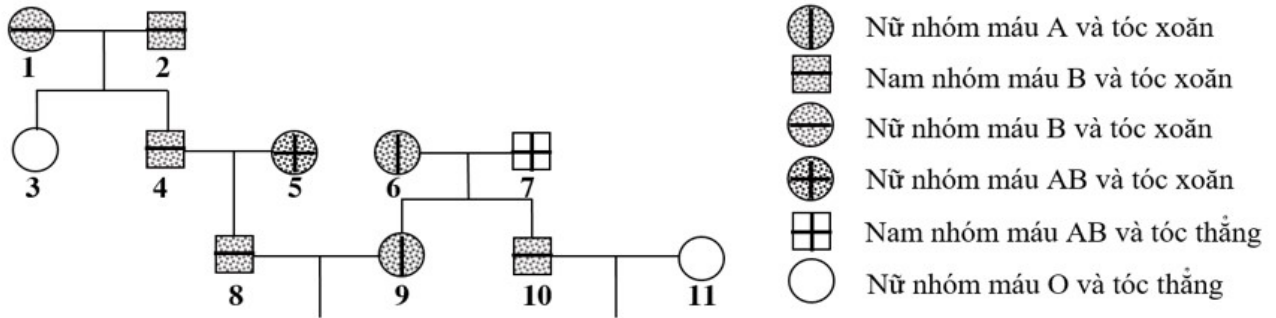 1
2
3
4
5
6
7
8
9
10
11
Nữ nhóm máu A và tóc xoăn
Nam nhóm máu B và tóc xoăn
Nữ nhóm máu B và tóc xoăn
Nữ nhóm máu AB và tóc xoăn
Nam nhóm máu AB và tóc thẳng
Nữ nhóm máu O và tóc thẳng